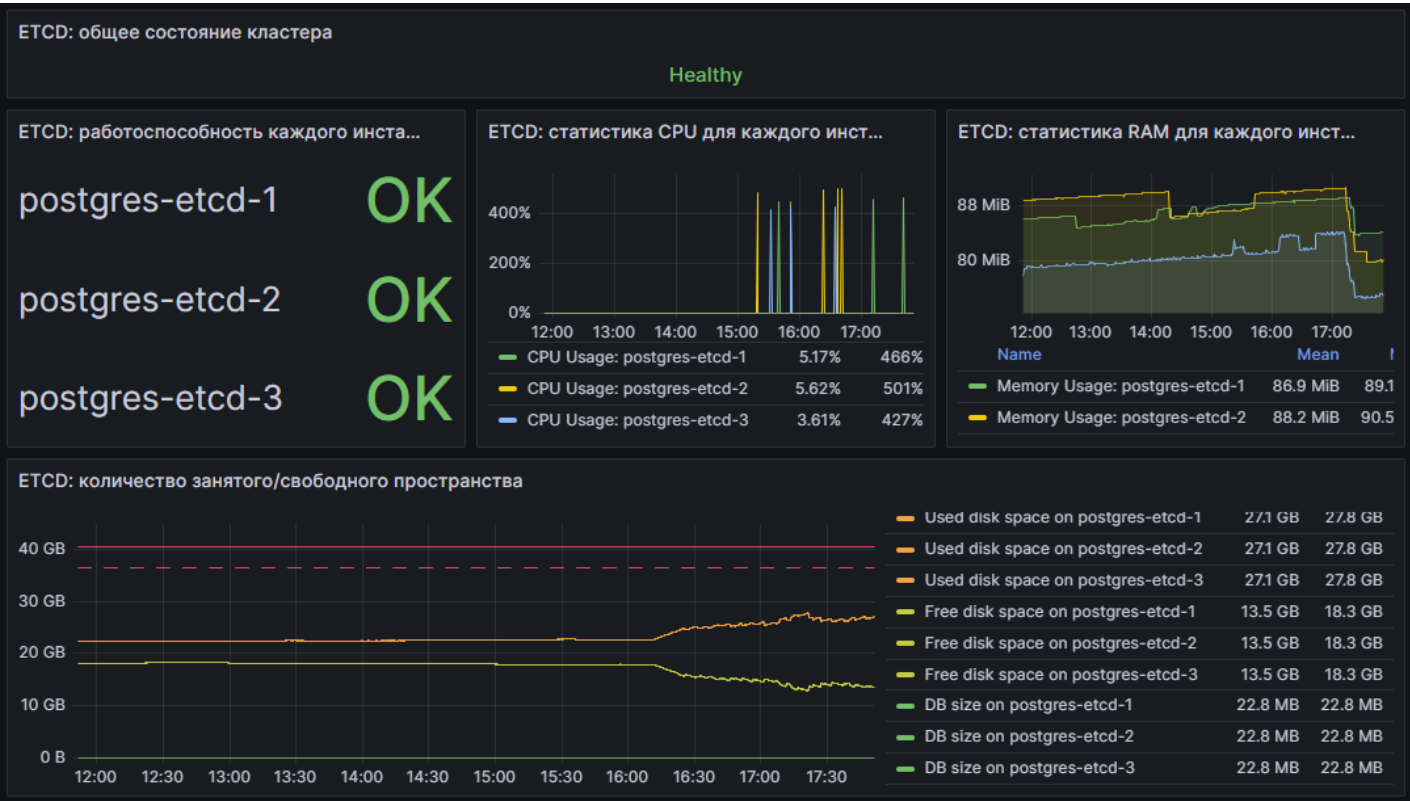 ETCD: общее состояние кластера
Healthy
ETCD: работоспособность каждого инста...
postgres-etcd-1 OK
postgres-etcd-2 OK
postgres-etcd-3 OK
ETCD: статистика CPU для каждого инст...
400%
200%
0%
12:00 13:00 14:00 15:00 16:00 17:00
CPU Usage: postgres-etcd-1 5.17% 466%
CPU Usage: postgres-etcd-2 5.62% 501%
CPU Usage: postgres-etcd-3 3.61% 427%
ETCD: статистика RAM для каждого инст...
88 MiB
80 MiB
12:00 13:00 14:00 15:00 16:00 17:00
Name Mean
Memory Usage: postgres-etcd-1 86.9 MiB 89.1
Memory Usage: postgres-etcd-2 88.2 MiB 90.5
ETCD: количество занятого/свободного пространства
40 GB
30 GB
20 GB
10 GB
0 B
12:00 12:30 13:00 13:30 14:00 14:30 15:00 15:30 16:00 16:30 17:00 17:30
Used disk space on postgres-etcd-1 27.1 GB 27.8 GB
Used disk space on postgres-etcd-2 27.1 GB 27.8 GB
Used disk space on postgres-etcd-3 27.1 GB 27.8 GB
Free disk space on postgres-etcd-1 13.5 GB 18.3 GB
Free disk space on postgres-etcd-2 13.5 GB 18.3 GB
Free disk space on postgres-etcd-3 13.5 GB 18.3 GB
DB size on postgres-etcd-1 22.8 MB 22.8 MB
DB size on postgres-etcd-2 22.8 MB 22.8 MB
DB size on postgres-etcd-3 22.8 MB 22.8 MB